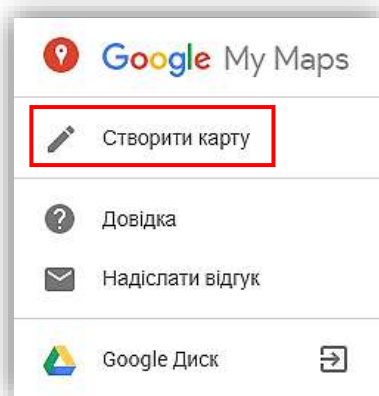 Google My Maps
Створити карту
Довідка
Надіслати відгук
Google Диск